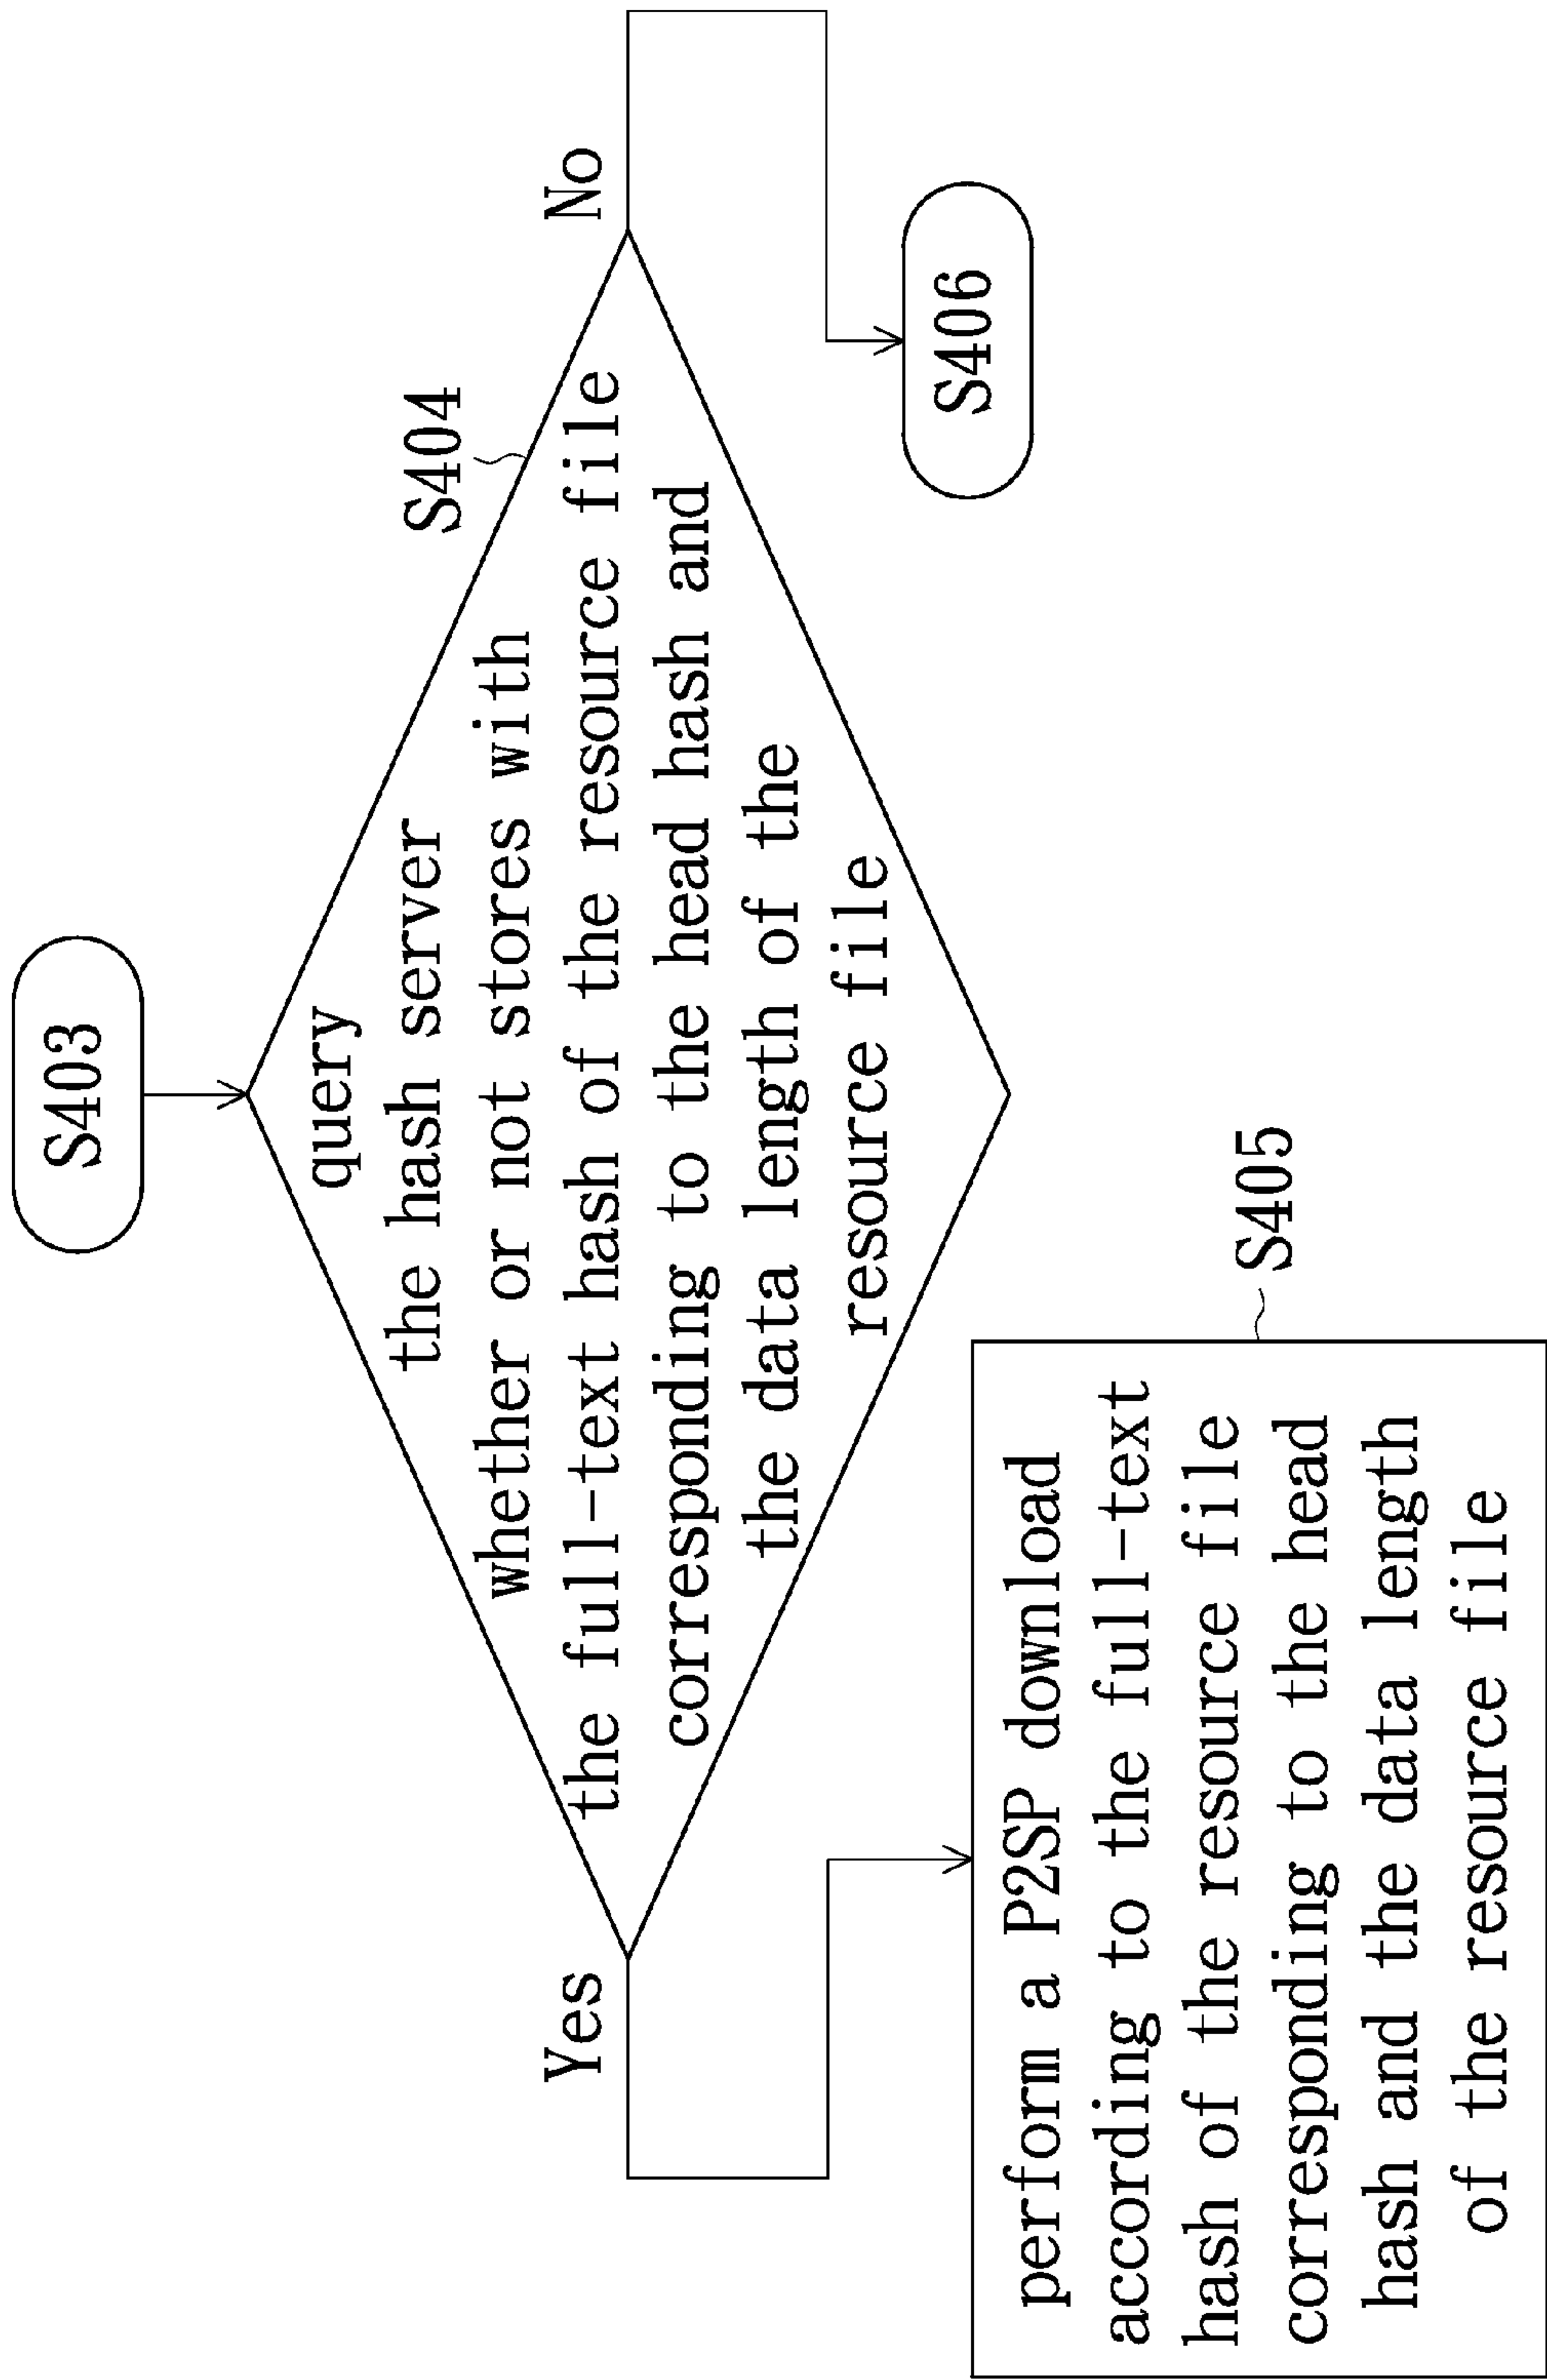 S403
S404
query
the hash server
whether or not stores with
the full-text hash of the resource file
corresponding to the head hash and
the data length of the
resource file
Yes
No
S405
perform a P2SP download
according to the full-text
hash of the resource file
corresponding to the head
hash and the data length
of the resource file
S406